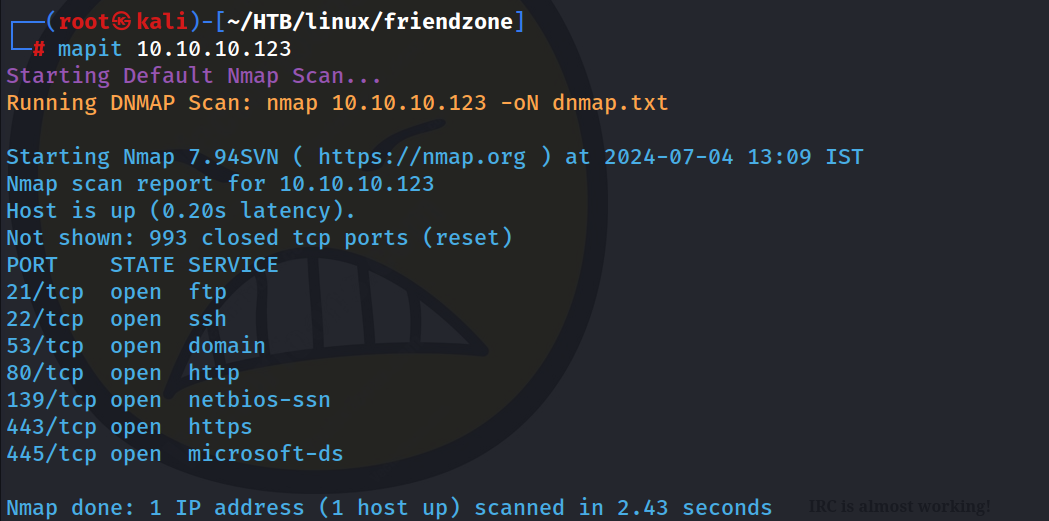 ┌──(root㉿kali)-[~/HTB/linux/friendzone]
└─# mapit 10.10.10.123
Starting Default Nmap Scan...
Running DNMAP Scan: nmap 10.10.10.123 -oN dnmap.txt
Starting Nmap 7.94SVN ( https://nmap.org ) at 2024-07-04 13:09 IST
Nmap scan report for 10.10.10.123
Host is up (0.20s latency).
Not shown: 993 closed tcp ports (reset)
PORT    STATE SERVICE
21/tcp  open  ftp
22/tcp  open  ssh
53/tcp  open  domain
80/tcp  open  http
139/tcp open  netbios-ssn
443/tcp open  https
445/tcp open  microsoft-ds
Nmap done: 1 IP address (1 host up) scanned in 2.43 seconds
IRC is almost working!